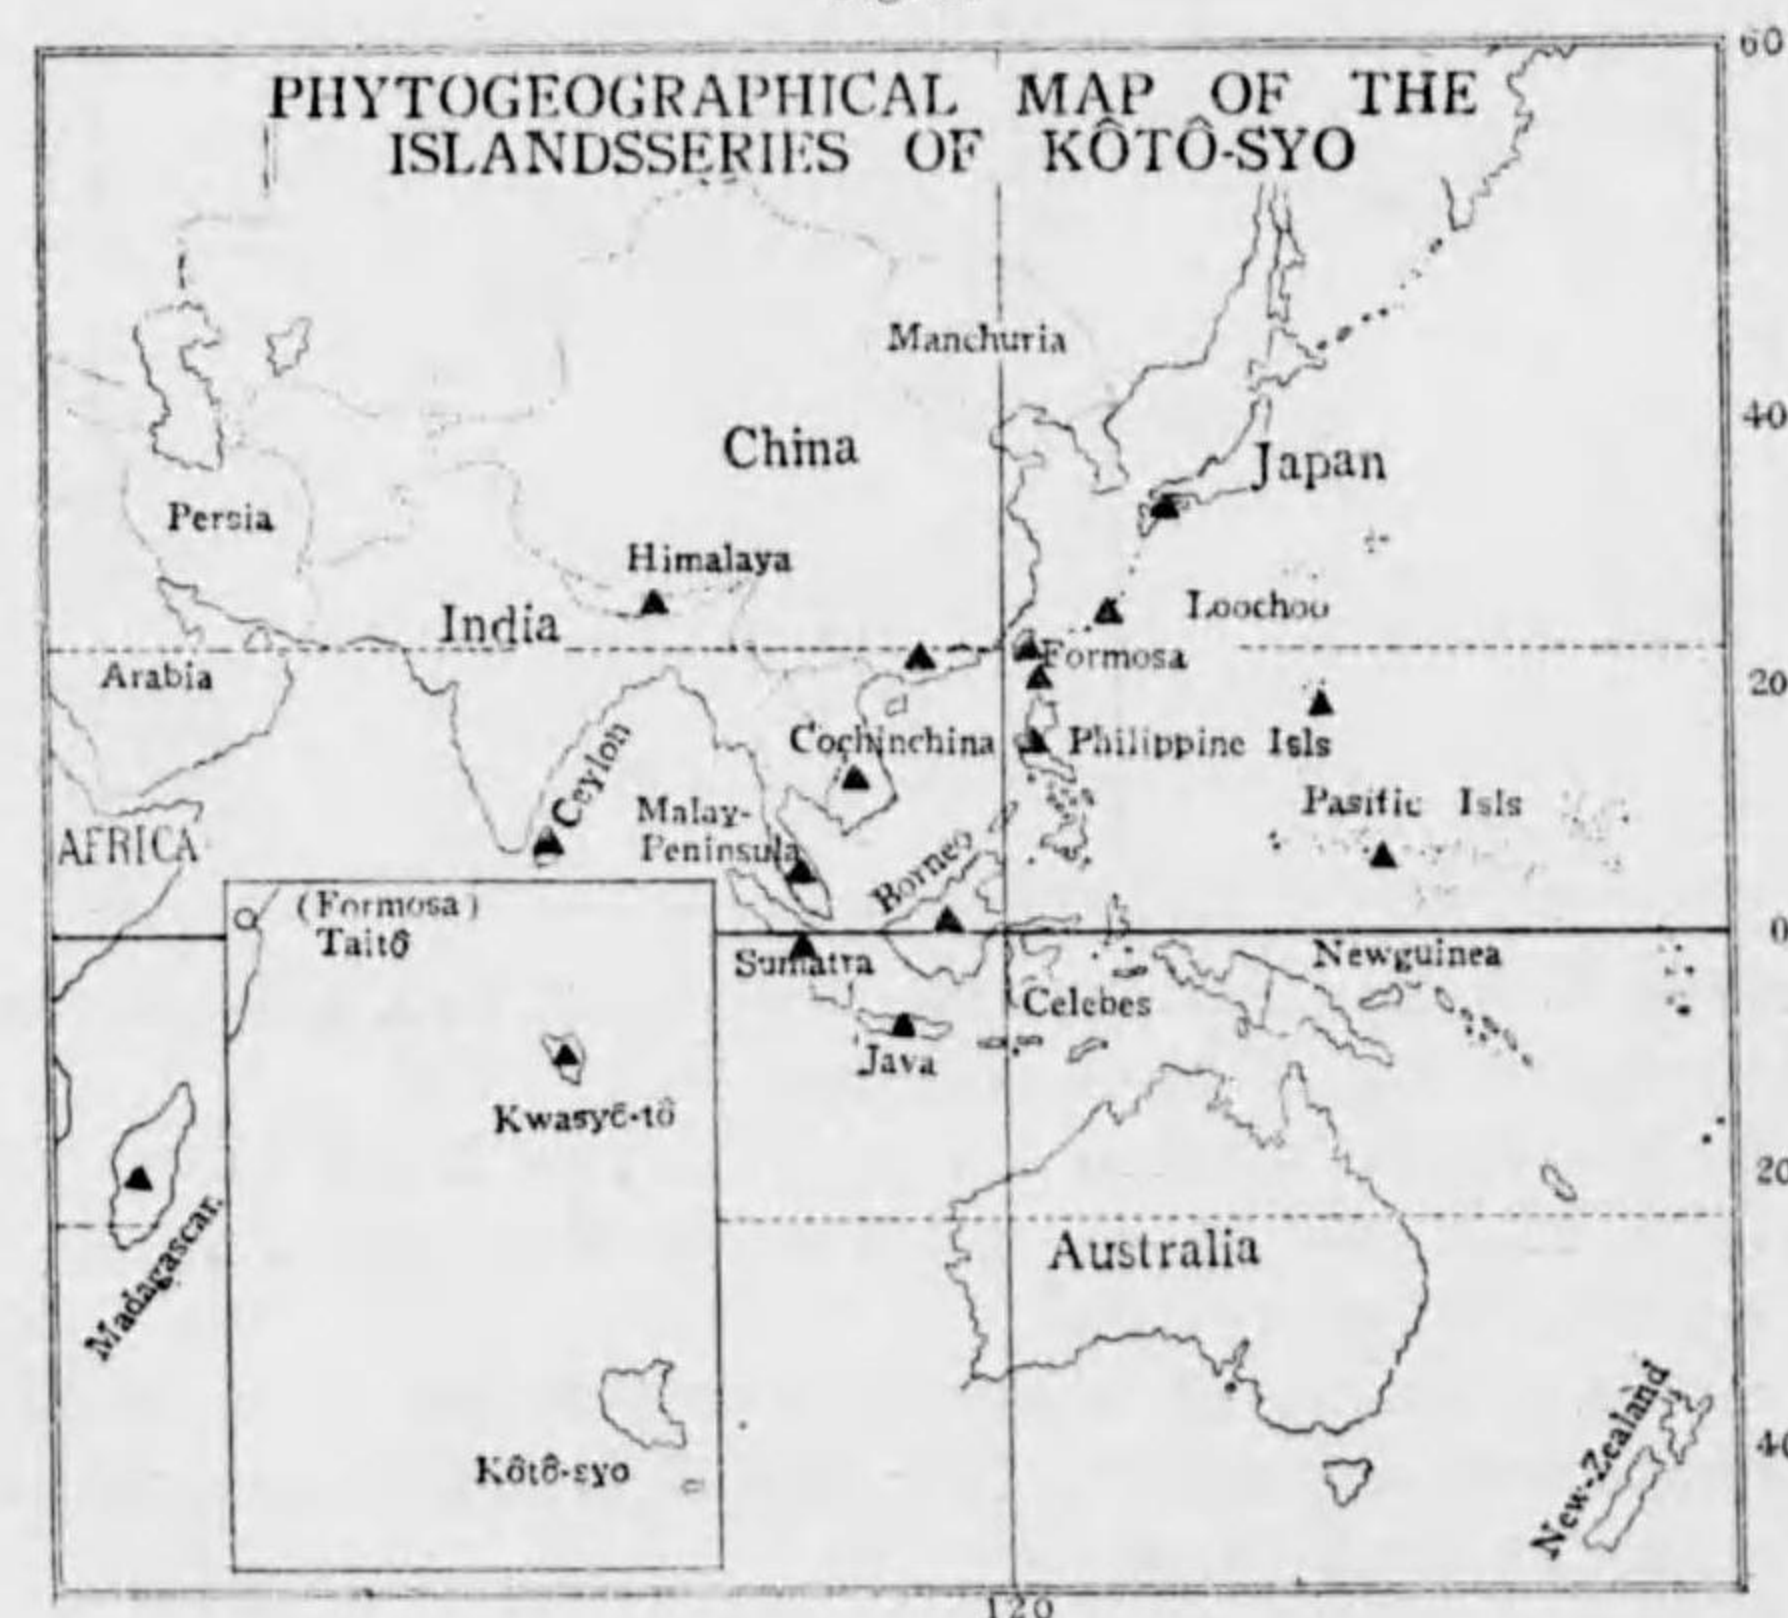 PHYTOGEOGRAPHICAL MAP OF THE
ISLANDSSERIES OF KÔTÔ-SYO
60
Manchuria
40
China
Japan
Persia
Himalaya
Loochoo
India
Formosa
Arabia
20
Ceylon
Cochinchina
Philippine Isls
Malay-
Peninsula
Pasific Isls
AFRICA
Borneo
(Formosa)
Taitô
0
Sumatra
Newguinea
Celebes
Java
Kwasyô-tô
20
Madagascar.
Australia
New-Zealand
40
Kôtô-syo
120